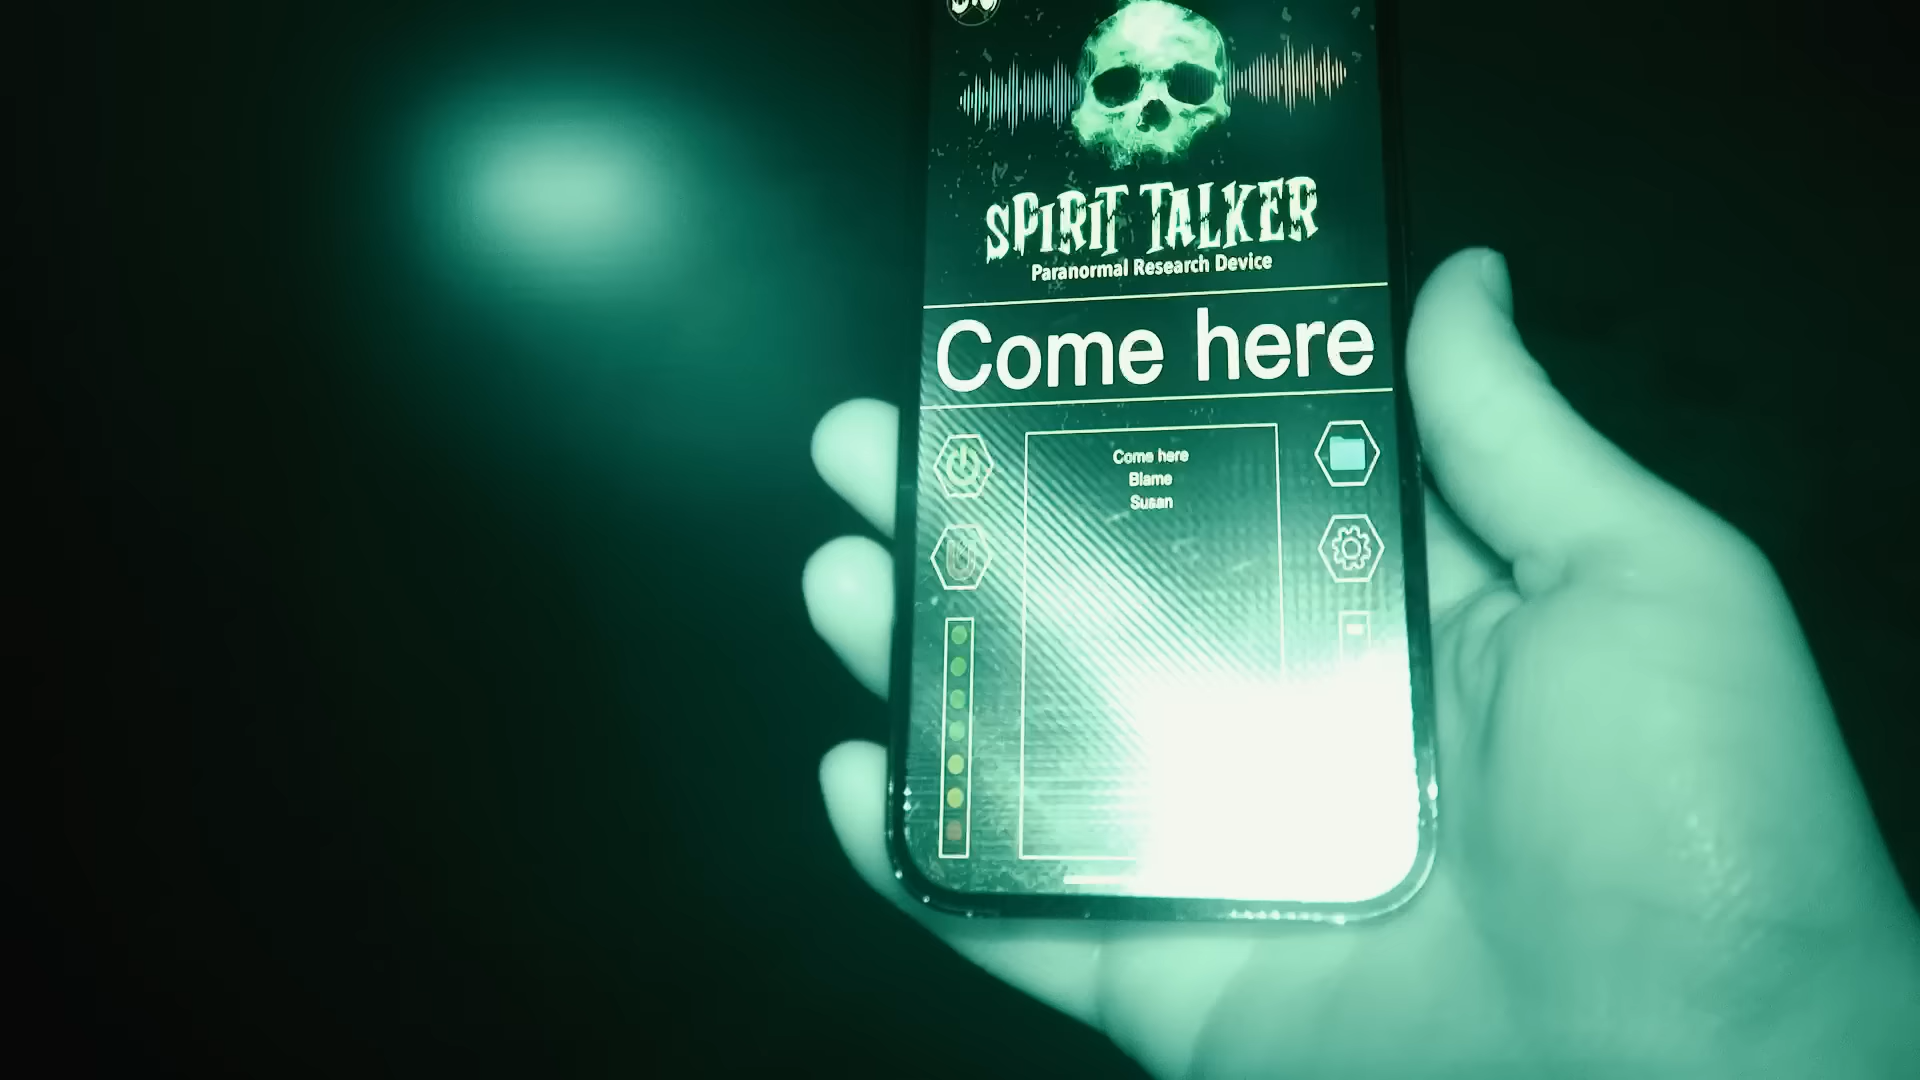 SPIRIT TALKER
Paranormal Research Device
Come here
Come here
Blame
Susan